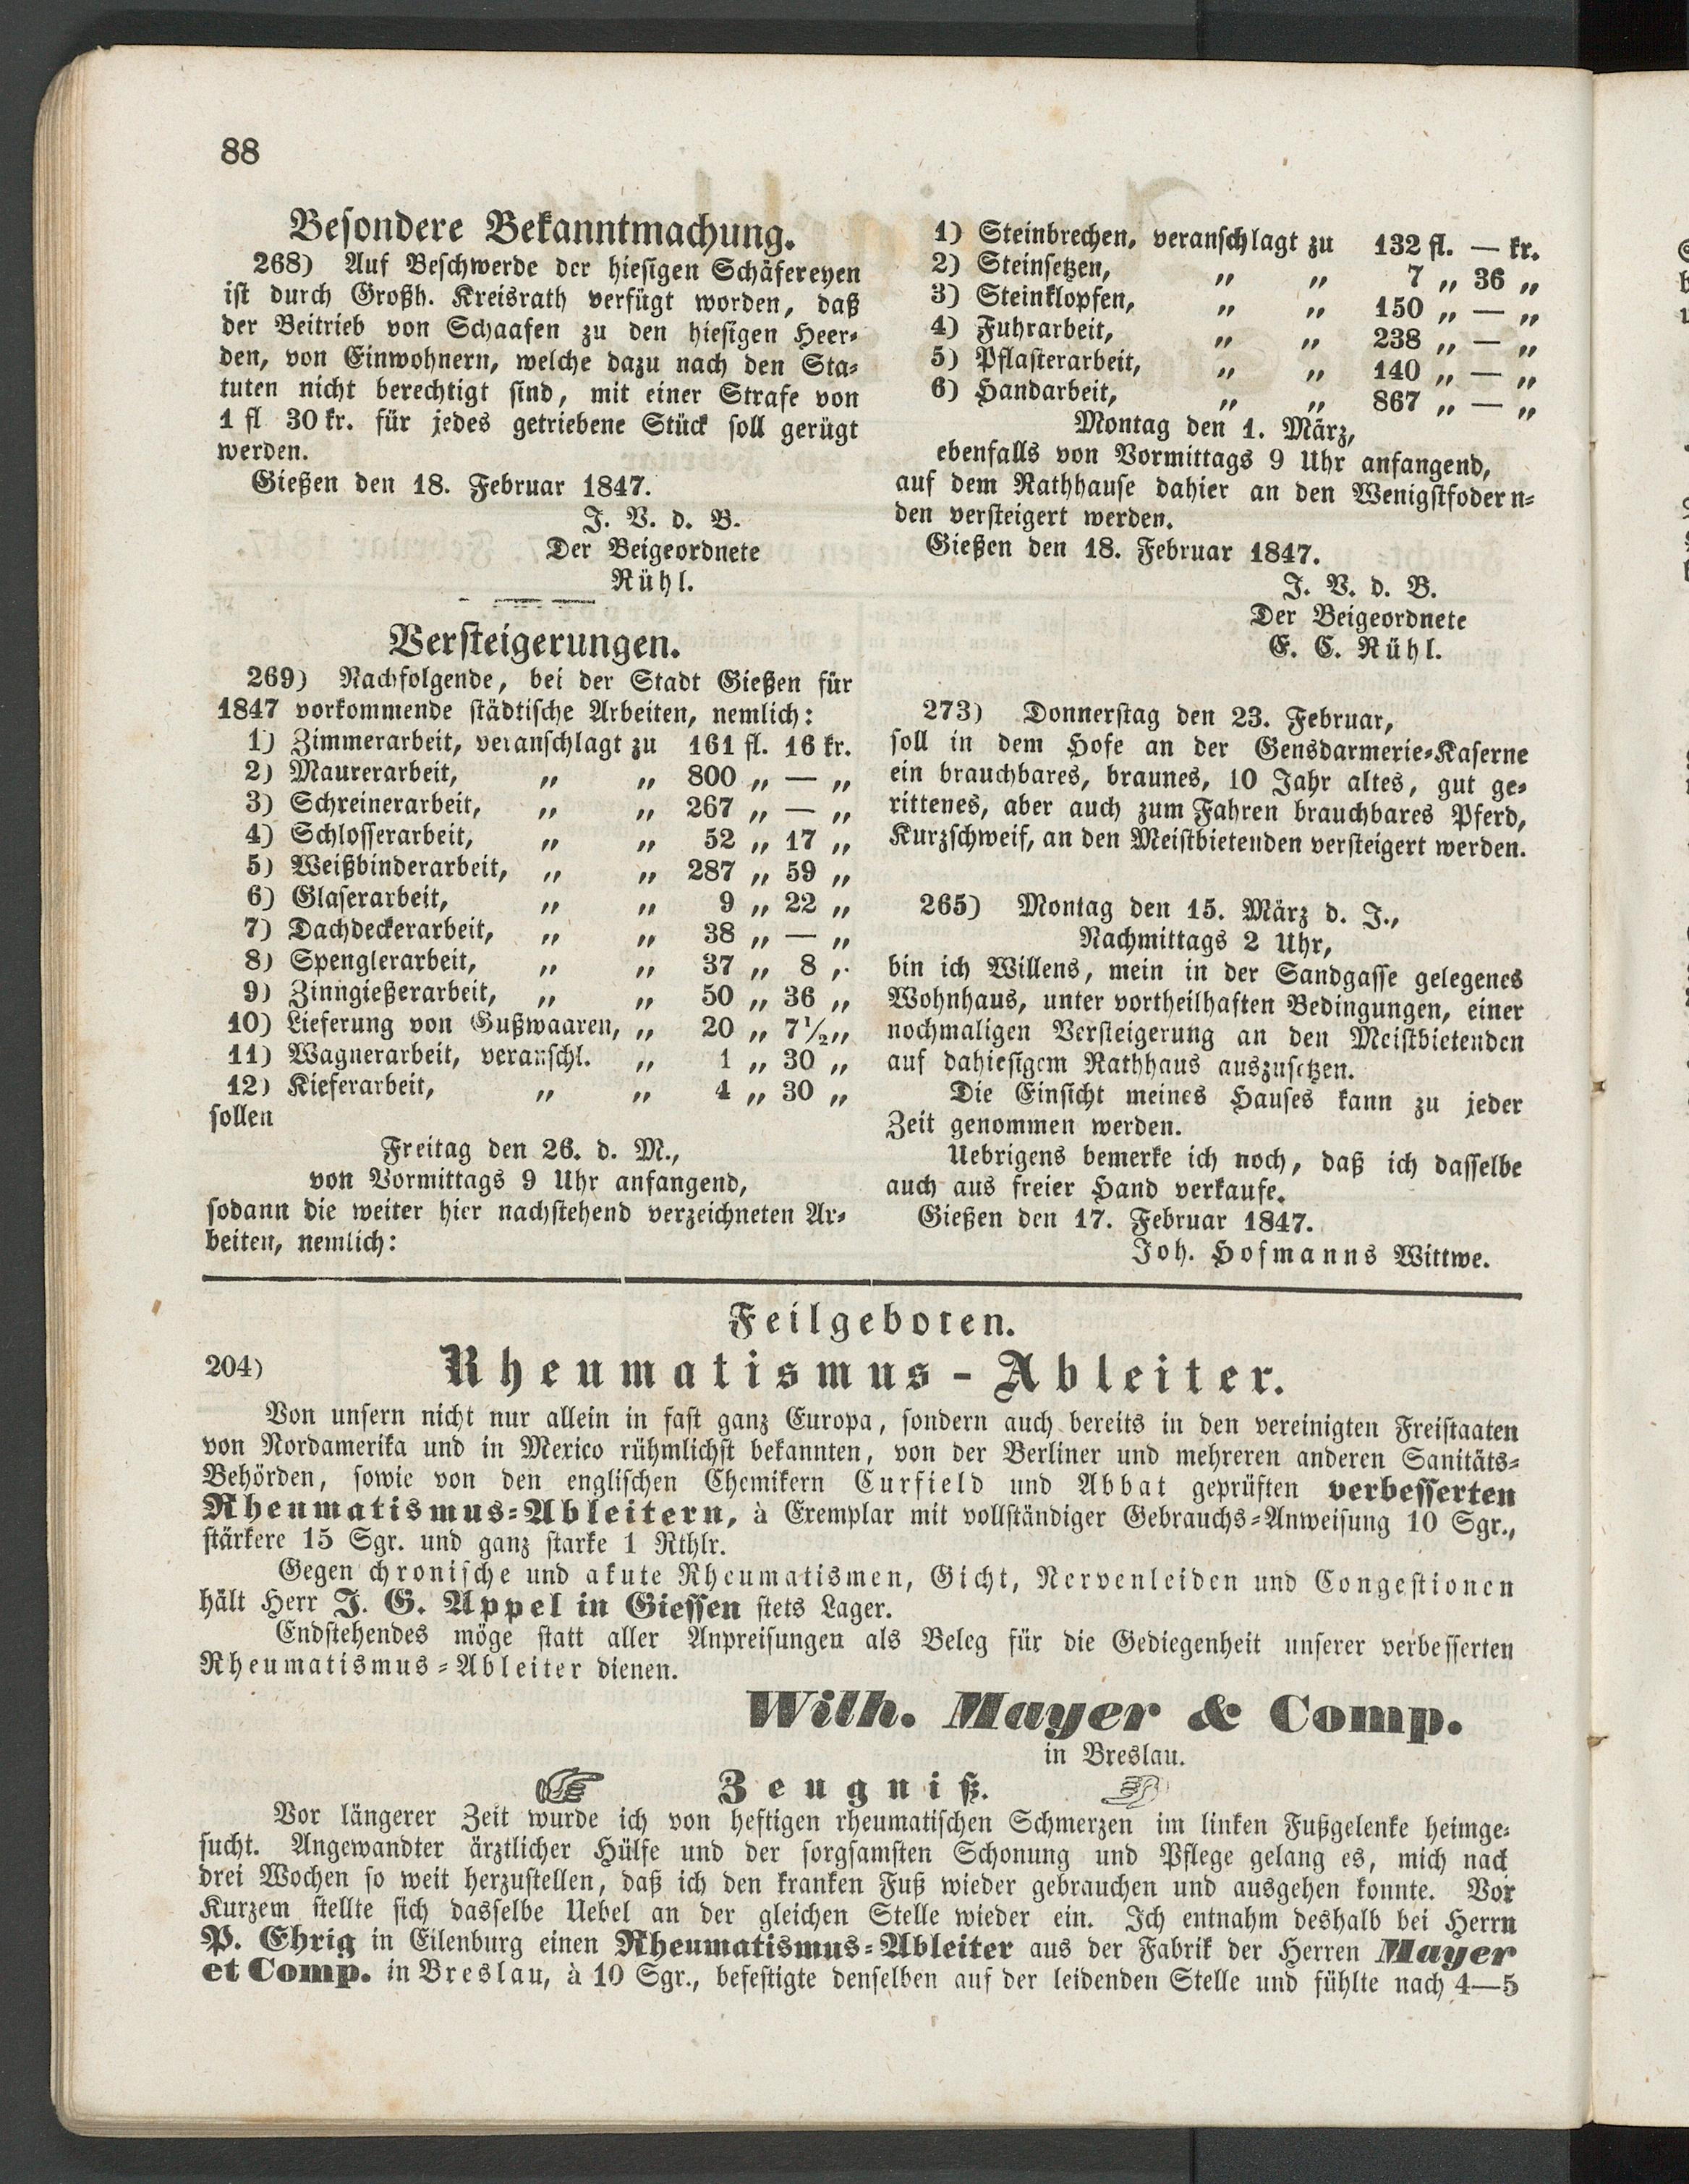 88
Besondere Bekanntmachung.
268) Auf Beschwerde der hiesigen Schäfereyen
ist durch Großh. Kreisrath verfügt worden, daß
der Beitrieb von Schaafen zu den hiesigen Heer-
den, von Einwohnern, welche dazu nach den Sta-
tuten nicht berechtigt sind, mit einer Strafe von
1 fl 30 kr. für jedes getriebene Stück soll gerügt
werden.
Gießen den 18. Februar 1847.
J. V. d. B.
Der Beigeordnete
Rühl.
Versteigerungen.
269) Nachfolgende, bei der Stadt Gießen für
1847 vorkommende städtische Arbeiten, nemlich:
1) Zimmerarbeit, veranschlagt zu 161 fl. 16 kr.
2) Maurerarbeit, „ „ 800 „ — „
3) Schreinerarbeit, „ „ 267 „ — „
4) Schlosserarbeit, „ „ 52 „ 17 „
5) Weißbinderarbeit, „ „ 287 „ 59 „
6) Glaserarbeit, „ „ 9 „ 22 „
7) Dachdeckerarbeit, „ „ 38 „ — „
8) Spenglerarbeit, „ „ 37 „ 8 „
9) Zinngießerarbeit, „ „ 50 „ 36 „
10) Lieferung von Gußwaaren, „ 20 „ 7½ „
11) Wagnerarbeit, veranschl. „ 1 „ 30 „
12) Kieferarbeit, „ „ 4 „ 30 „
sollen
Freitag den 26. d. M.,
von Vormittags 9 Uhr anfangend,
sodann die weiter hier nachstehend verzeichneten Ar-
beiten, nemlich:
1) Steinbrechen, veranschlagt zu 132 fl. — kr.
2) Steinsetzen, „ „ 7 „ 36 „
3) Steinklopfen, „ „ 150 „ — „
4) Fuhrarbeit, „ „ 238 „ — „
5) Pflasterarbeit, „ „ 140 „ — „
6) Handarbeit, „ „ 867 „ — „
Montag den 1. März,
ebenfalls von Vormittags 9 Uhr anfangend,
auf dem Rathhause dahier an den Wenigstfodern-
den versteigert werden.
Gießen den 18. Februar 1847.
J. V. d. B.
Der Beigeordnete
E. C. Rühl.
273) Donnerstag den 23. Februar,
soll in dem Hofe an der Gensdarmerie-Kaserne
ein brauchbares, braunes, 10 Jahr altes, gut ge-
rittenes, aber auch zum Fahren brauchbares Pferd,
Kurzschweif, an den Meistbietenden versteigert werden.
265) Montag den 15. März d. J.,
Nachmittags 2 Uhr,
bin ich Willens, mein in der Sandgasse gelegenes
Wohnhaus, unter vortheilhaften Bedingungen, einer
nochmaligen Versteigerung an den Meistbietenden
auf dahiesigem Rathhaus auszusetzen.
Die Einsicht meines Hauses kann zu jeder
Zeit genommen werden.
Uebrigens bemerke ich noch, daß ich dasselbe
auch aus freier Hand verkaufe.
Gießen den 17. Februar 1847.
Joh. Hofmanns Wittwe.
Feilgeboten.
204) Rheumatismus-Ableiter.
Von unsern nicht nur allein in fast ganz Europa, sondern auch bereits in den vereinigten Freistaaten
von Nordamerika und in Mexico rühmlichst bekannten, von der Berliner und mehreren anderen Sanitäts-
Behörden, sowie von den englischen Chemikern Curfield und Abbat geprüften verbesserten
Rheumatismus-Ableitern, à Exemplar mit vollständiger Gebrauchs-Anweisung 10 Sgr.,
stärkere 15 Sgr. und ganz starke 1 Rthlr.
Gegen chronische und akute Rheumatismen, Gicht, Nervenleiden und Congestionen
hält Herr J. G. Appel in Giessen stets Lager.
Endstehendes möge statt aller Anpreisungen als Beleg für die Gediegenheit unserer verbesserten
Rheumatismus-Ableiter dienen.
Wilh. Mayer & Comp.
in Breslau.
Zeugniß.
Vor längerer Zeit wurde ich von heftigen rheumatischen Schmerzen im linken Fußgelenke heimge-
sucht. Angewandter ärztlicher Hülfe und der sorgsamsten Schonung und Pflege gelang es, mich nach
drei Wochen so weit herzustellen, daß ich den kranken Fuß wieder gebrauchen und ausgehen konnte. Vor
Kurzem stellte sich dasselbe Uebel an der gleichen Stelle wieder ein. Ich entnahm deshalb bei Herrn
P. Ehrig in Eilenburg einen Rheumatismus-Ableiter aus der Fabrik der Herren Mayer
et Comp. in Breslau, à 10 Sgr., befestigte denselben auf der leidenden Stelle und fühlte nach 4—5